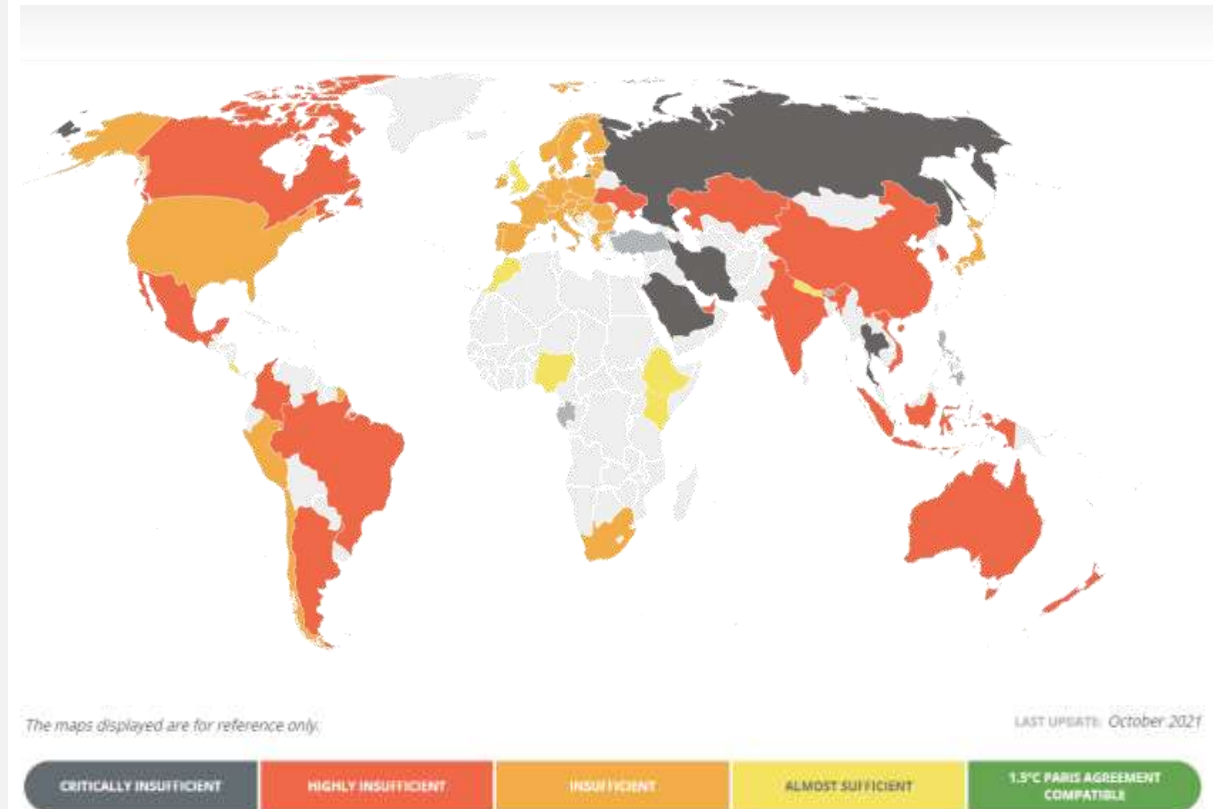 The maps displayed are for reference only.
LAST UPDATE: October 2021
CRITICALLY INSUFFICIENT
HIGHLY INSUFFICIENT
INSUFFICIENT
ALMOST SUFFICIENT
1.5°C PARIS AGREEMENT
COMPATIBLE